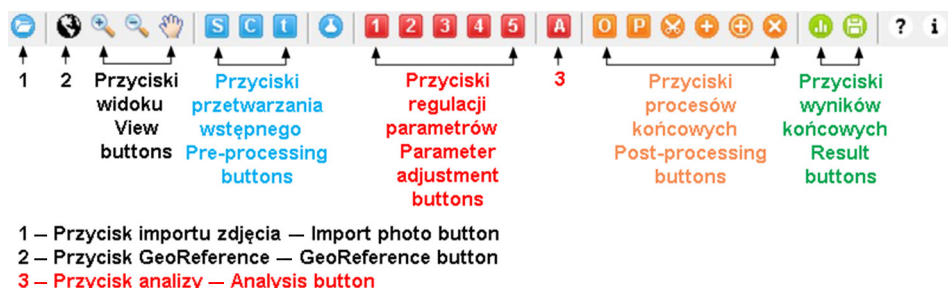 S C t 1 2 3 4 5 A O P ? i
1 2 Przyciski widoku View buttons
Przyciski przetwarzania wstępnego Pre-processing buttons
Przyciski regulacji parametrów Parameter adjustment buttons
3
Przyciski procesów końcowych Post-processing buttons
Przyciski wyników końcowych Result buttons
1 — Przycisk importu zdjęcia — Import photo button
2 — Przycisk GeoReference — GeoReference button
3 — Przycisk analizy — Analysis button